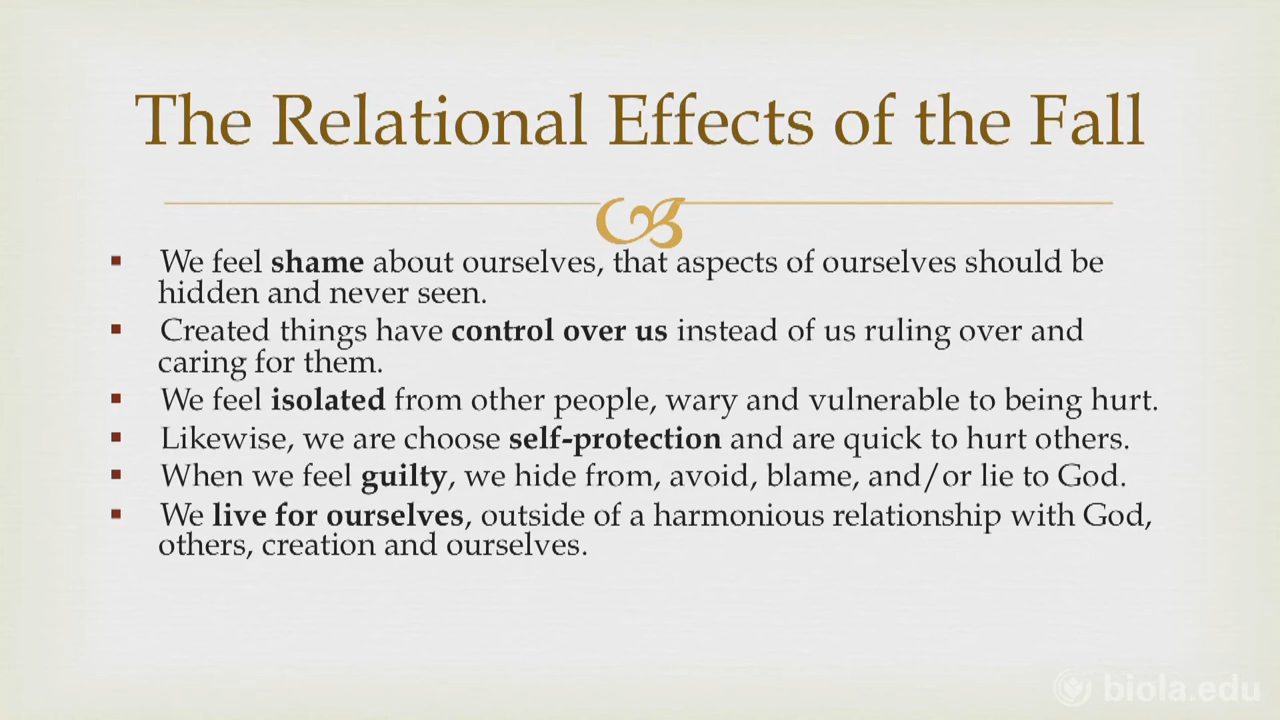 The Relational Effects of the Fall
We feel shame about ourselves, that aspects of ourselves should be
hidden and never seen.
Created things have control over us instead of us ruling over and
caring for them.
We feel isolated from other people, wary and vulnerable to being hurt.
Likewise, we are choose self-protection and are quick to hurt others.
When we feel guilty, we hide from, avoid, blame, and/or lie to God.
We live for ourselves, outside of a harmonious relationship with God,
others, creation and ourselves.
biola.edu